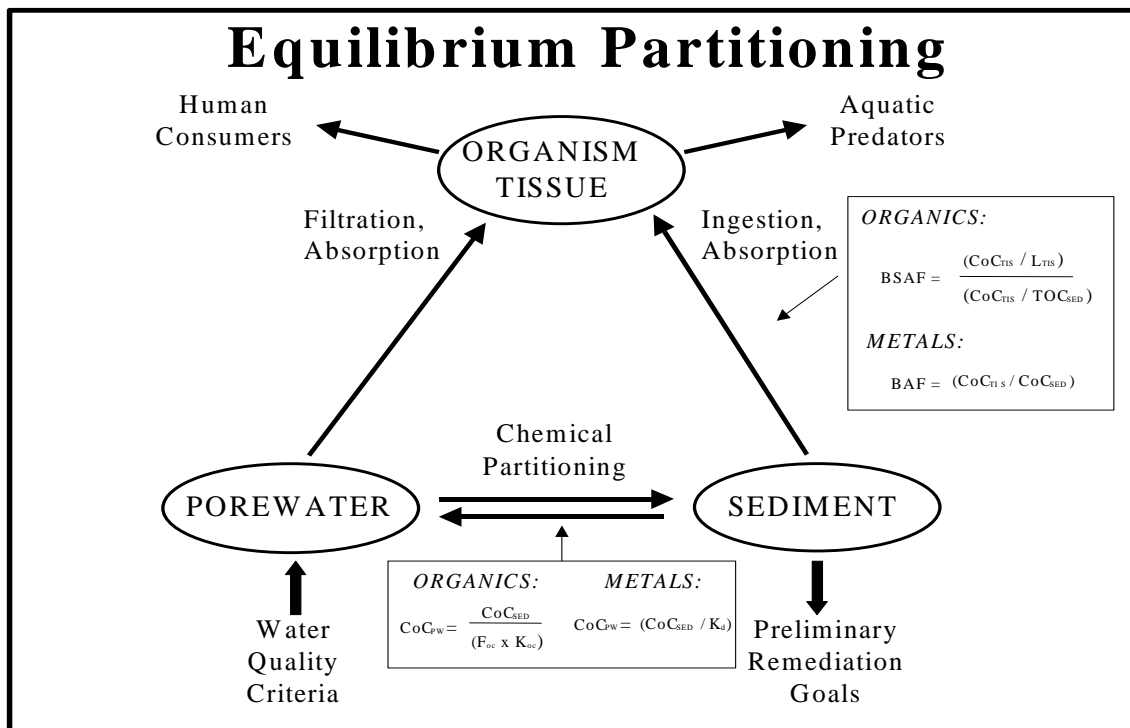 Equilibrium Partitioning
Human
Consumers
Aquatic
Predators
ORGANISM
TISSUE
Filtration,
Absorption
Ingestion,
Absorption
ORGANICS:
BSAF = (CoCTIS / LTIS)
(CoCTIS / TOCSED)
METALS:
BAF = (CoCTIS / CoCSED)
Chemical
Partitioning
POREWATER
SEDIMENT
ORGANICS:
CoCPW = CoCSED
(Foc x Koc)
METALS:
CoCPW = (CoCSED / Kd)
Water
Quality
Criteria
Preliminary
Remediation
Goals